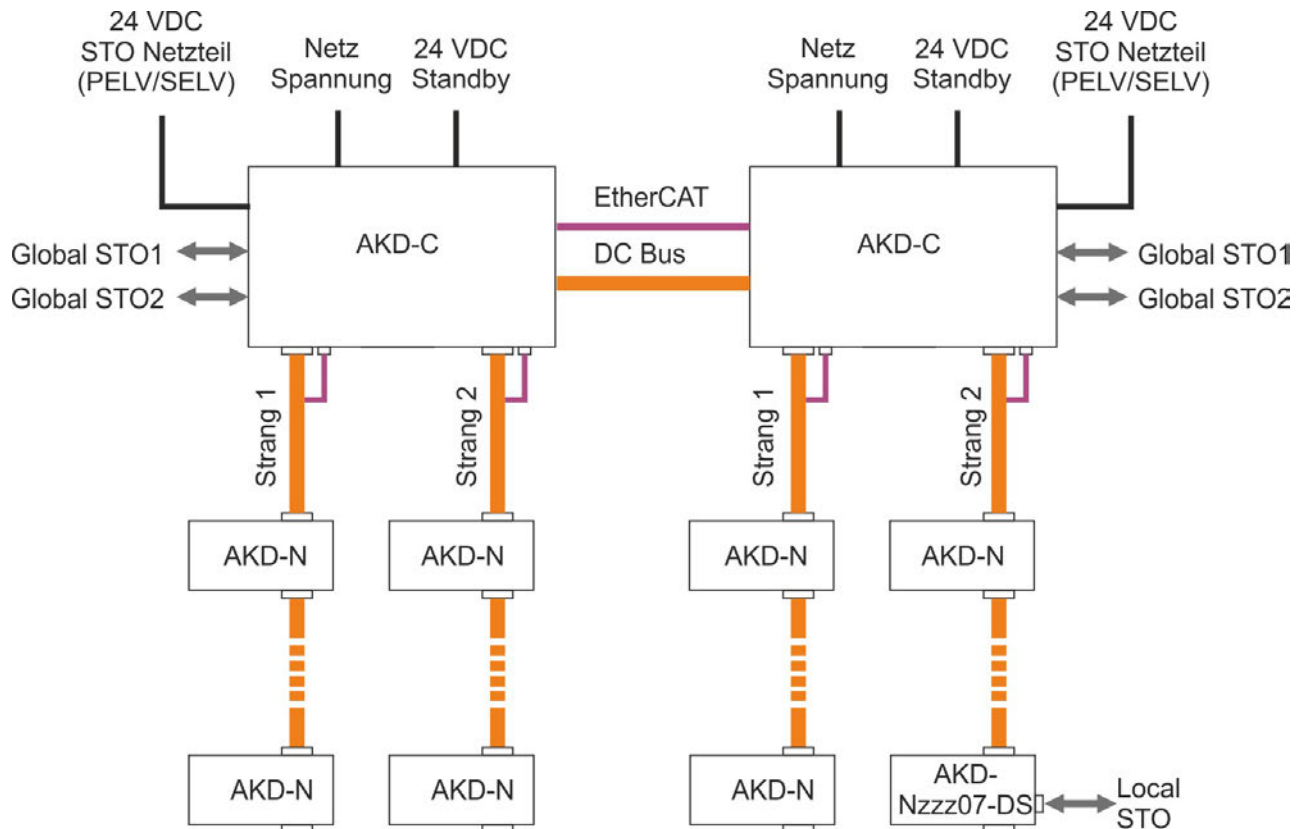 24 VDC
STO Netzteil
(PELV/SELV)
Netz
Spannung
24 VDC
Standby
Netz
Spannung
24 VDC
Standby
24 VDC
STO Netzteil
(PELV/SELV)
Global STO1
Global STO2
AKD-C
EtherCAT
DC Bus
AKD-C
Global STO1
Global STO2
Strang 1
Strang 2
Strang 1
Strang 2
AKD-N
AKD-N
AKD-N
AKD-N
AKD-N
AKD-N
AKD-N
AKD-
Nzzz07-DS
Local
STO